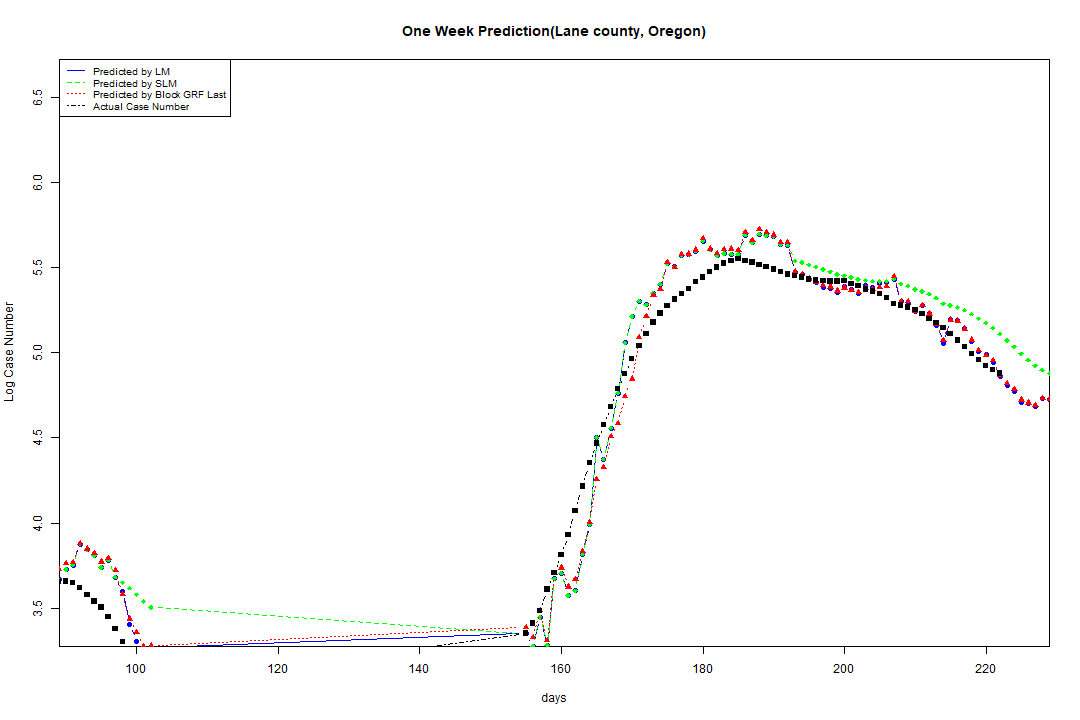 One Week Prediction(Lane county, Oregon)
Predicted by LM
Predicted by SLM
Predicted by Block GRF Last
Actual Case Number
6.5
6.0
5.5
5.0
4.5
4.0
3.5
Log Case Number
100 120 140 160 180 200 220
days